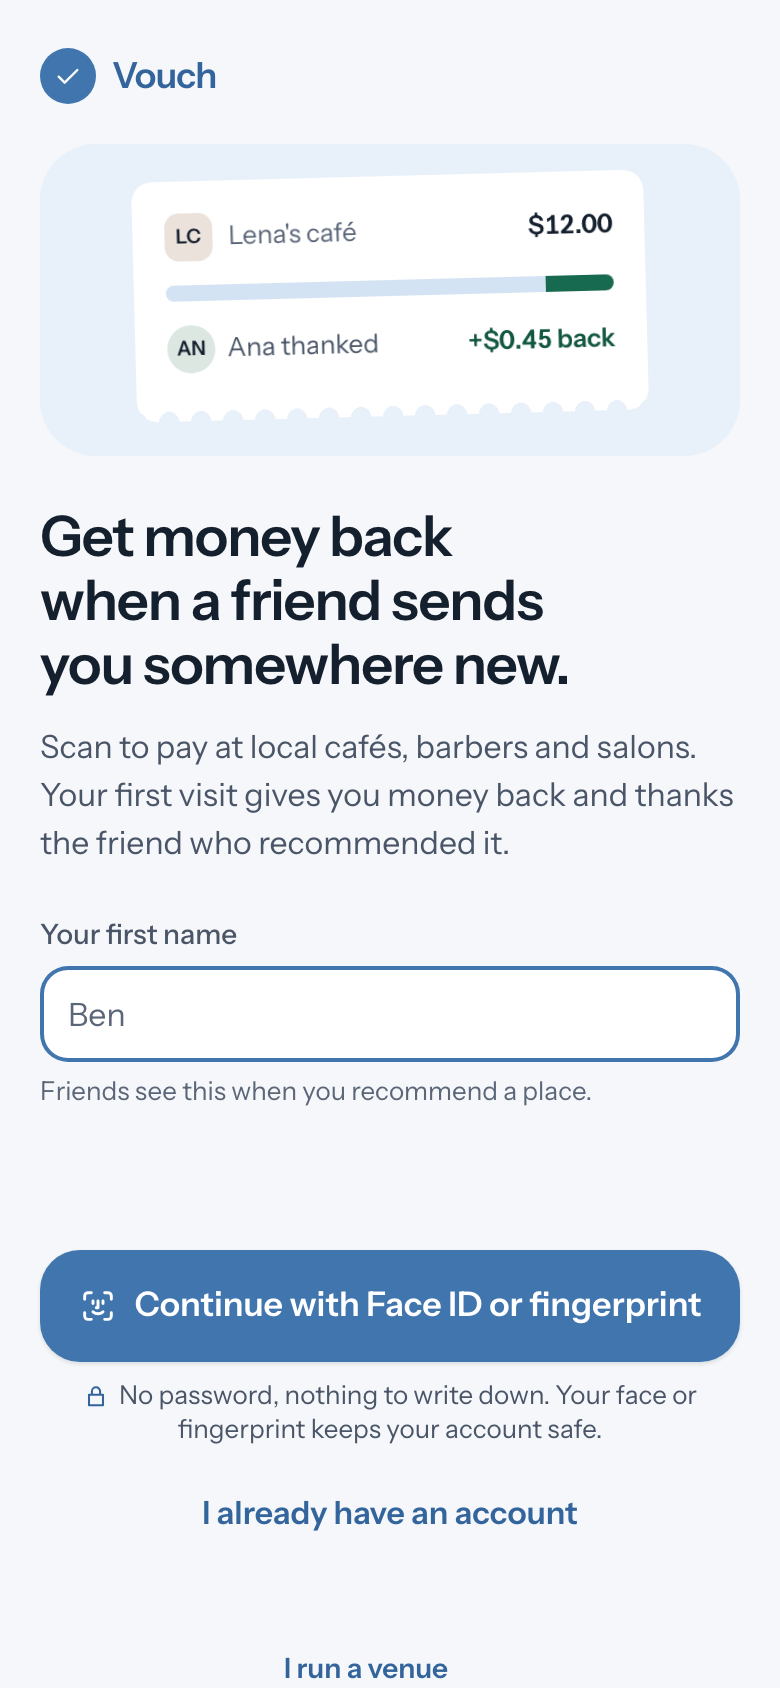 Vouch
LC Lena's café $12.00
AN Ana thanked +$0.45 back
Get money back
when a friend sends
you somewhere new.
Scan to pay at local cafés, barbers and salons.
Your first visit gives you money back and thanks
the friend who recommended it.
Your first name
Ben
Friends see this when you recommend a place.
Continue with Face ID or fingerprint
No password, nothing to write down. Your face or
fingerprint keeps your account safe.
I already have an account
I run a venue